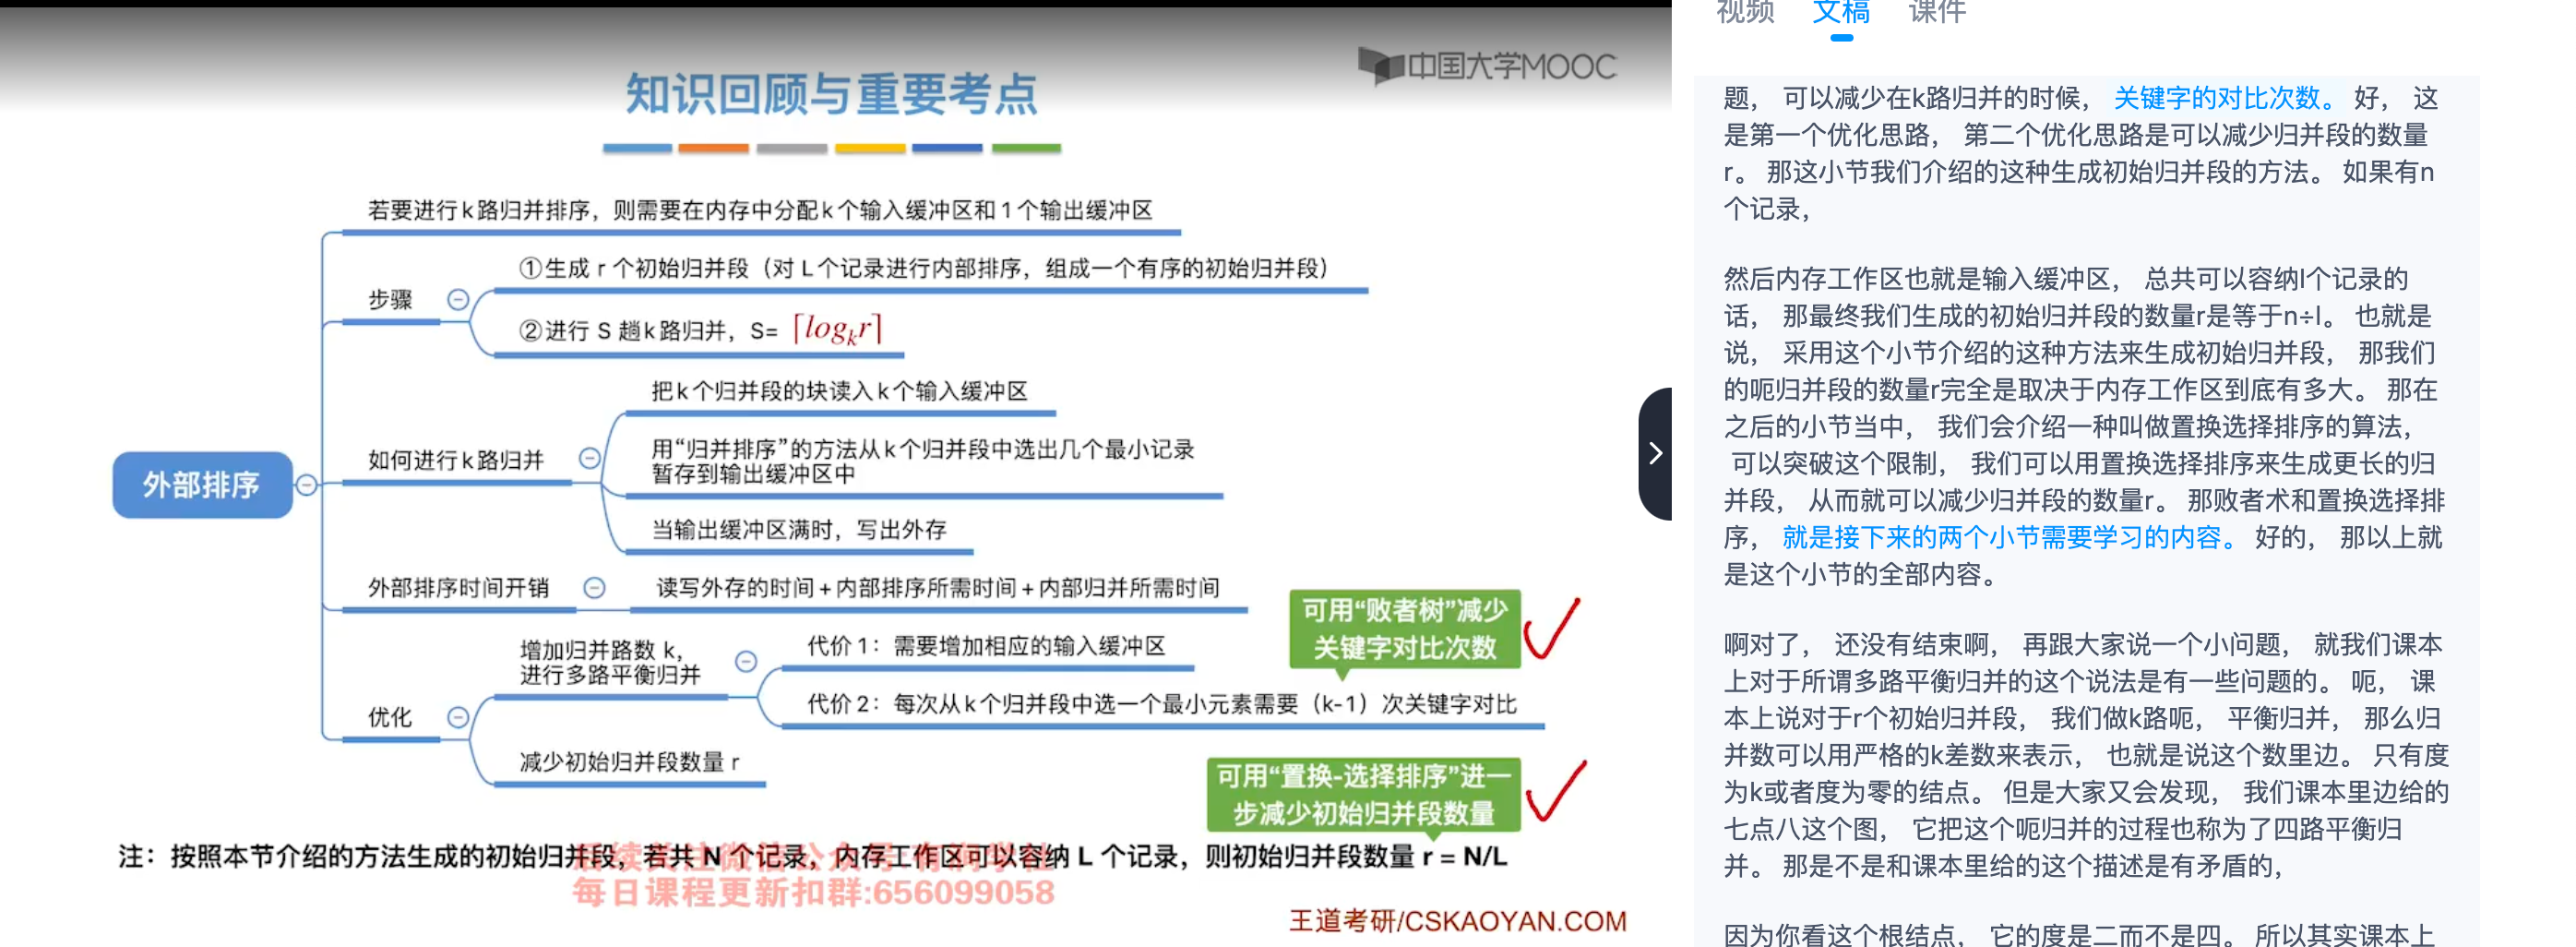 中国大学MOOC
知识回顾与重要考点
若要进行k路归并排序，则需要在内存中分配k个输入缓冲区和1个输出缓冲区
步骤
①生成 r 个初始归并段（对 L 个记录进行内部排序，组成一个有序的初始归并段）
②进行 S 趟k路归并，S= ⌈logₖr⌉
外部排序
如何进行k路归并
把k个归并段的块读入k个输入缓冲区
用“归并排序”的方法从k个归并段中选出几个最小记录
暂存到输出缓冲区中
当输出缓冲区满时，写出外存
外部排序时间开销
读写外存的时间+内部排序所需时间+内部归并所需时间
优化
增加归并路数 k，
进行多路平衡归并
代价 1：需要增加相应的输入缓冲区
代价 2：每次从k个归并段中选一个最小元素需要（k-1）次关键字对比
可用“败者树”减少
关键字对比次数
减少初始归并段数量 r
可用“置换-选择排序”进一
步减少初始归并段数量
注：按照本节介绍的方法生成的初始归并段，若共 N 个记录，内存工作区可以容纳 L 个记录，则初始归并段数量 r = N/L
每日课程更新扣群:656099058
王道考研/CSKAOYAN.COM
视频 文稿 课件
题， 可以减少在k路归并的时候， 关键字的对比次数。 好， 这
是第一个优化思路， 第二个优化思路是可以减少归并段的数量
r。 那这小节我们介绍的这种生成初始归并段的方法。 如果有n
个记录，
然后内存工作区也就是输入缓冲区， 总共可以容纳l个记录的
话， 那最终我们生成的初始归并段的数量r是等于n÷l。 也就是
说， 采用这个小节介绍的这种方法来生成初始归并段， 那我们
的呃归并段的数量r完全是取决于内存工作区到底有多大。 那在
之后的小节当中， 我们会介绍一种叫做置换选择排序的算法，
可以突破这个限制， 我们可以用置换选择排序来生成更长的归
并段， 从而就可以减少归并段的数量r。 那败者术和置换选择排
序， 就是接下来的两个小节需要学习的内容。 好的， 那以上就
是这个小节的全部内容。
啊对了， 还没有结束啊， 再跟大家说一个小问题， 就我们课本
上对于所谓多路平衡归并的这个说法是有一些问题的。 呃， 课
本上说对于r个初始归并段， 我们做k路呃， 平衡归并， 那么归
并数可以用严格的k差数来表示， 也就是说这个数里边。 只有度
为k或者度为零的结点。 但是大家又会发现， 我们课本里边给的
七点八这个图， 它把这个呃归并的过程也称为了四路平衡归
并。 那是不是和课本里给的这个描述是有矛盾的，
因为你看这个根结点， 它的度是二而不是四。 所以其实课本上